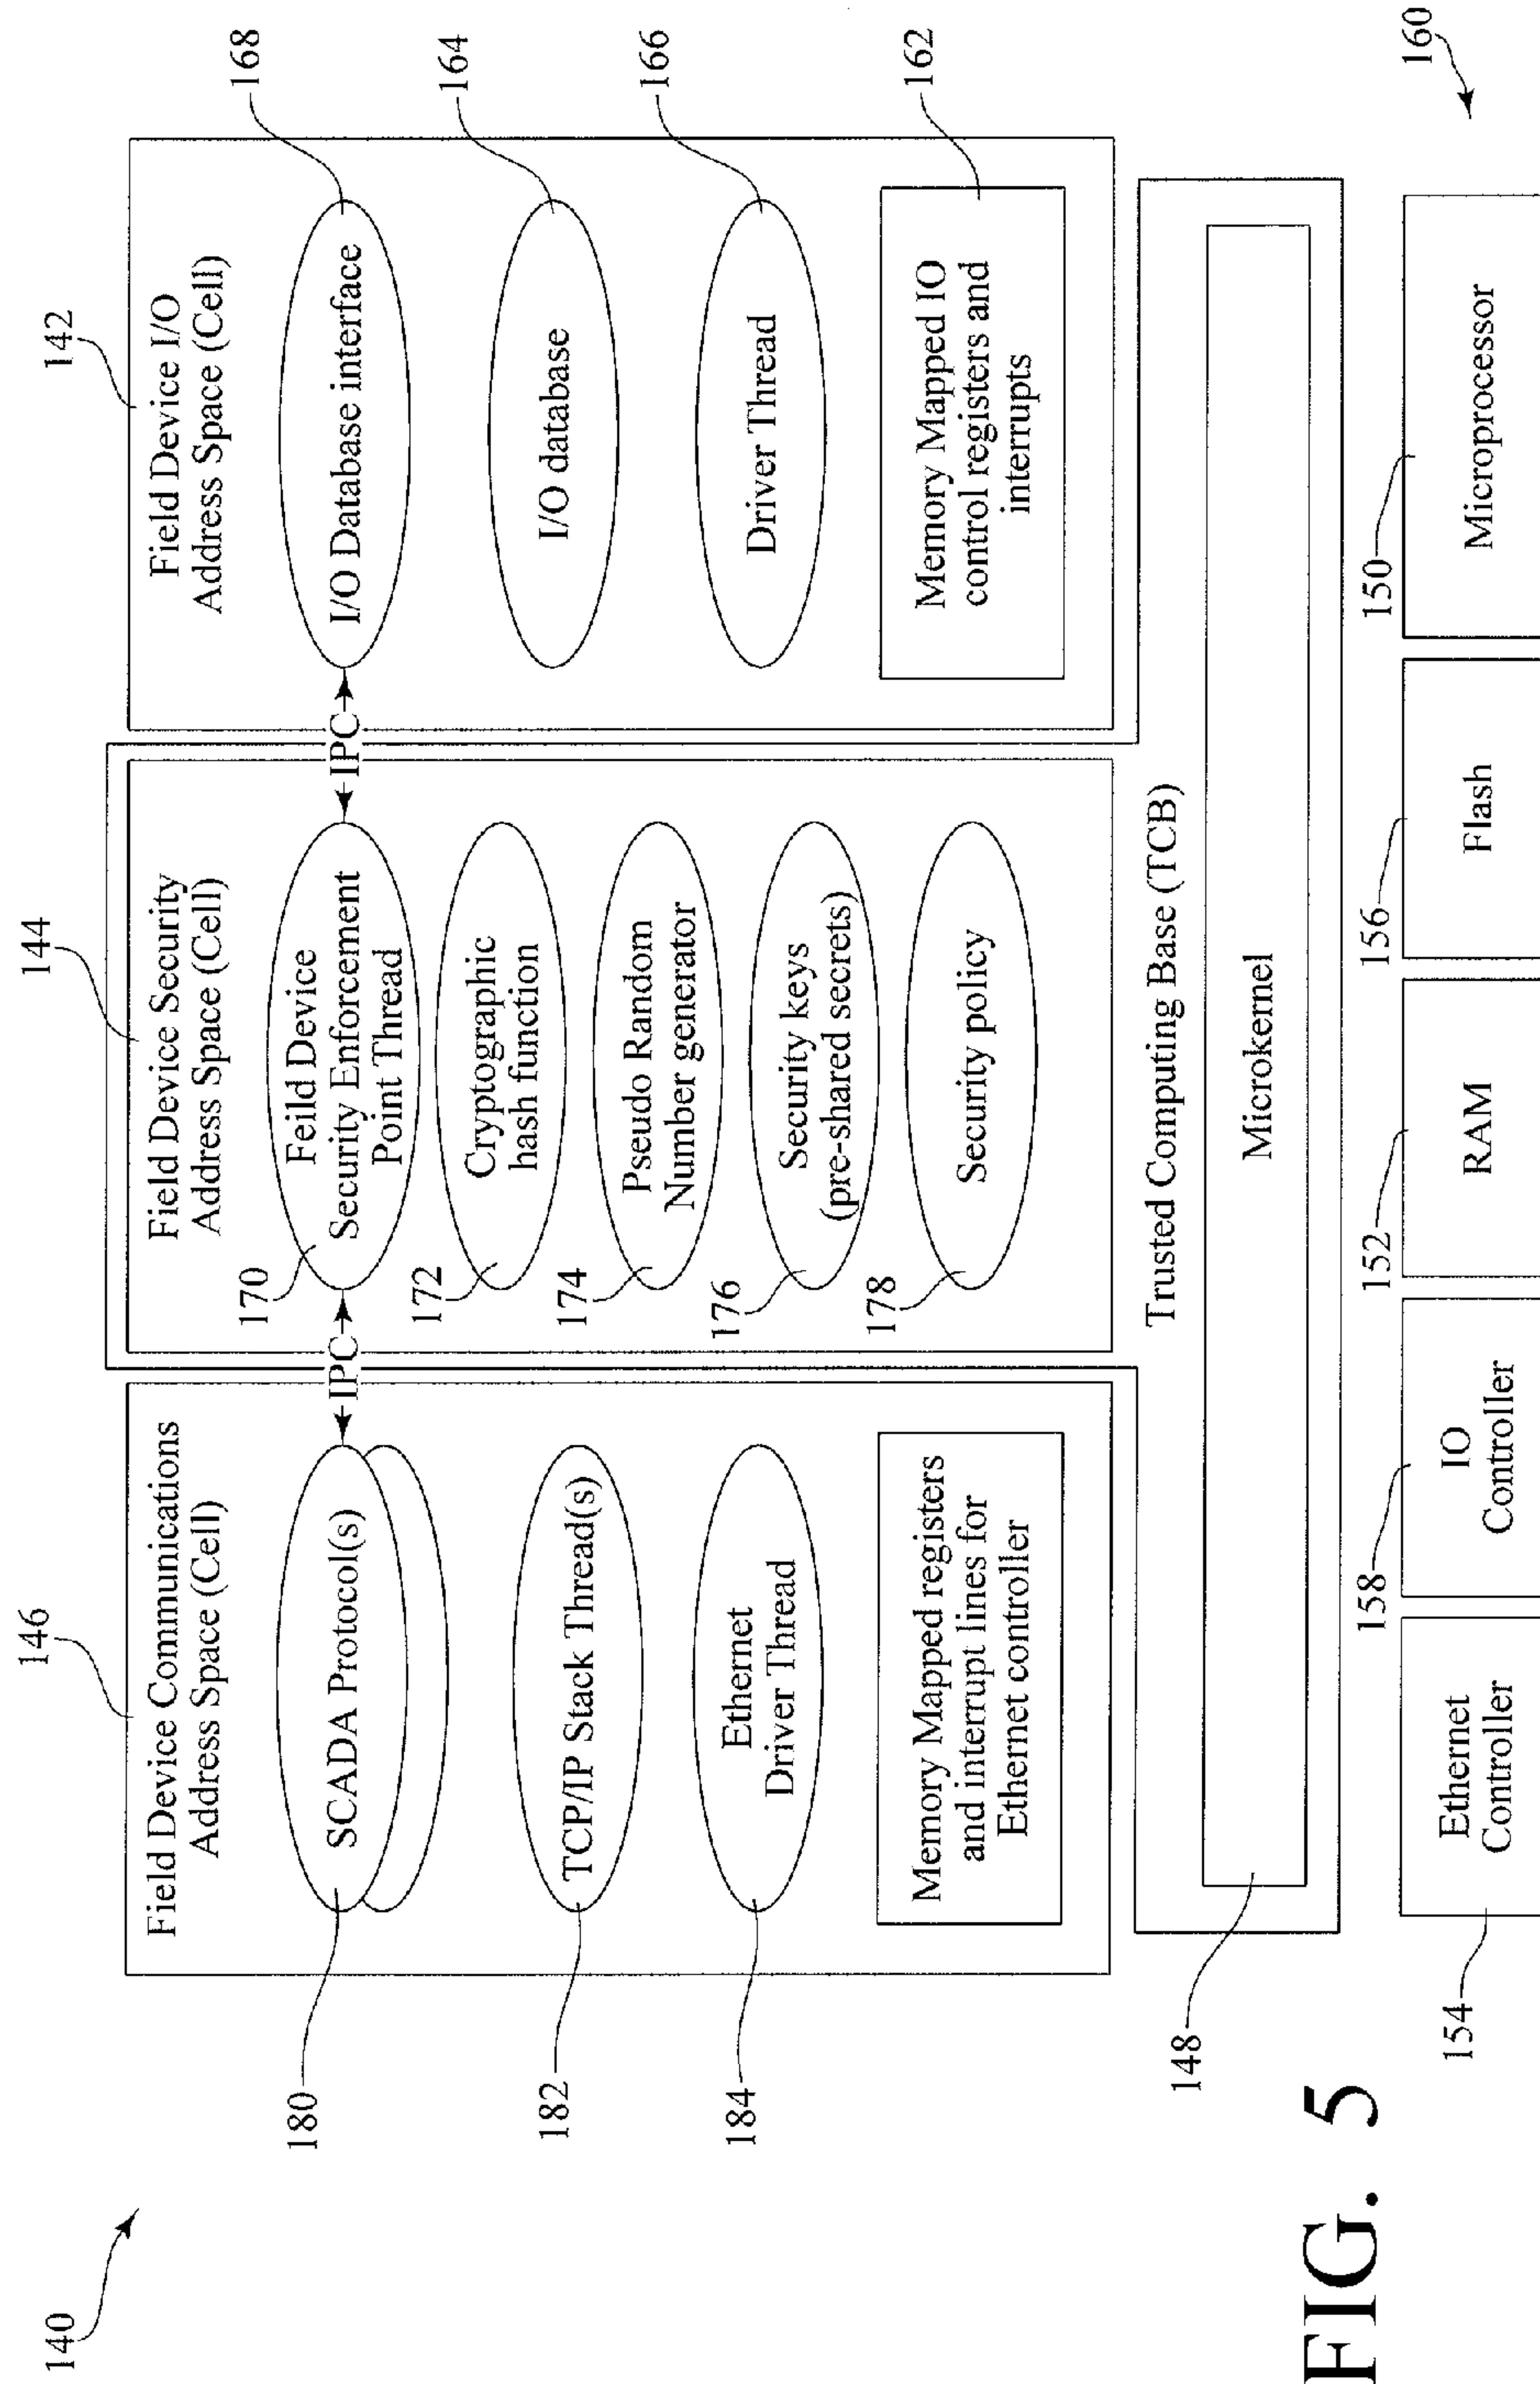 140
146
Field Device Communications
Address Space (Cell)
180
SCADA Protocol(s)
182
TCP/IP Stack Thread(s)
184
Ethernet
Driver Thread
Memory Mapped registers
and interrupt lines for
Ethernet controller
IPC
144
Field Device Security
Address Space (Cell)
170
Feild Device
Security Enforcement
Point Thread
172
Cryptographic
hash function
174
Pseudo Random
Number generator
176
Security keys
(pre-shared secrets)
178
Security policy
IPC
142
Field Device I/O
Address Space (Cell)
168
I/O Database interface
164
I/O database
166
Driver Thread
162
Memory Mapped IO
control registers and
interrupts
Trusted Computing Base (TCB)
148
Microkernel
154
Ethernet
Controller
158
IO
Controller
152
RAM
156
Flash
150
Microprocessor
160
FIG. 5